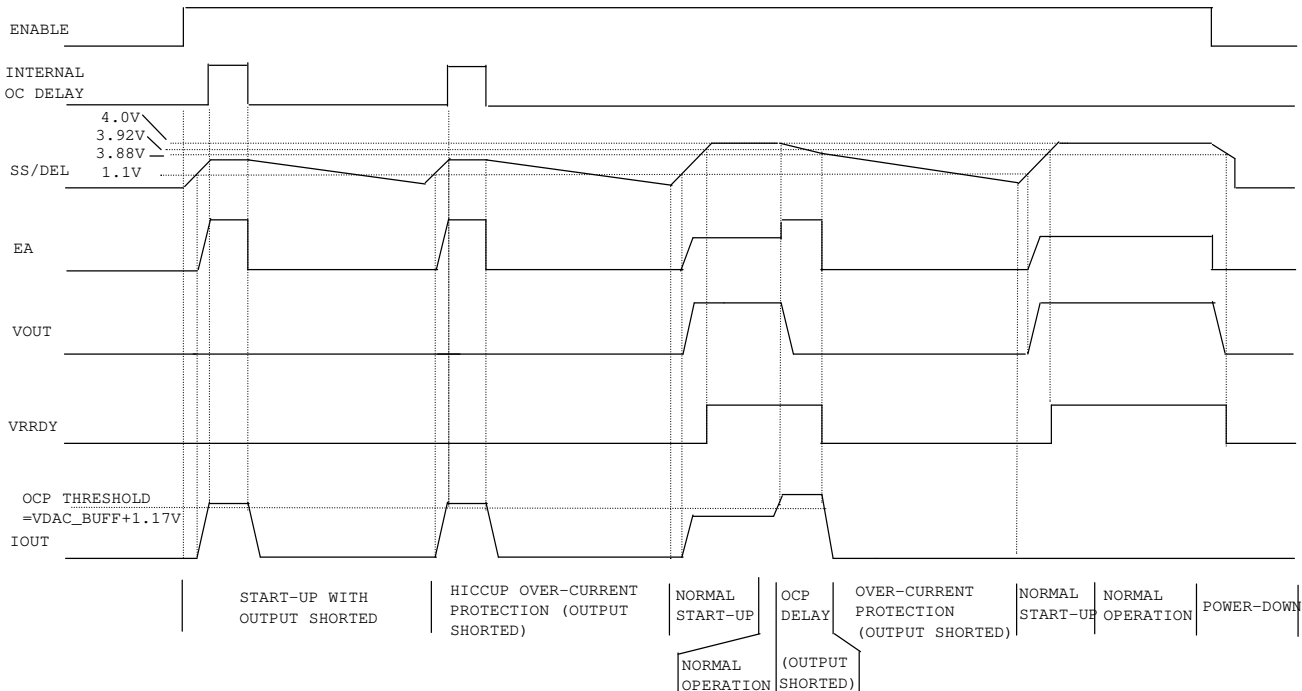 ENABLE
INTERNAL
OC DELAY
4.0V
3.92V
3.88V
SS/DEL
1.1V
EA
VOUT
VRRDY
OCP THRESHOLD
=VDAC_BUFF+1.17V
IOUT
START-UP WITH
OUTPUT SHORTED
HICCUP OVER-CURRENT
PROTECTION (OUTPUT
SHORTED)
NORMAL
START-UP
NORMAL
OPERATION
OCP
DELAY
(OUTPUT
SHORTED)
OVER-CURRENT
PROTECTION
(OUTPUT SHORTED)
NORMAL
START-UP
NORMAL
OPERATION
POWER-DOWN